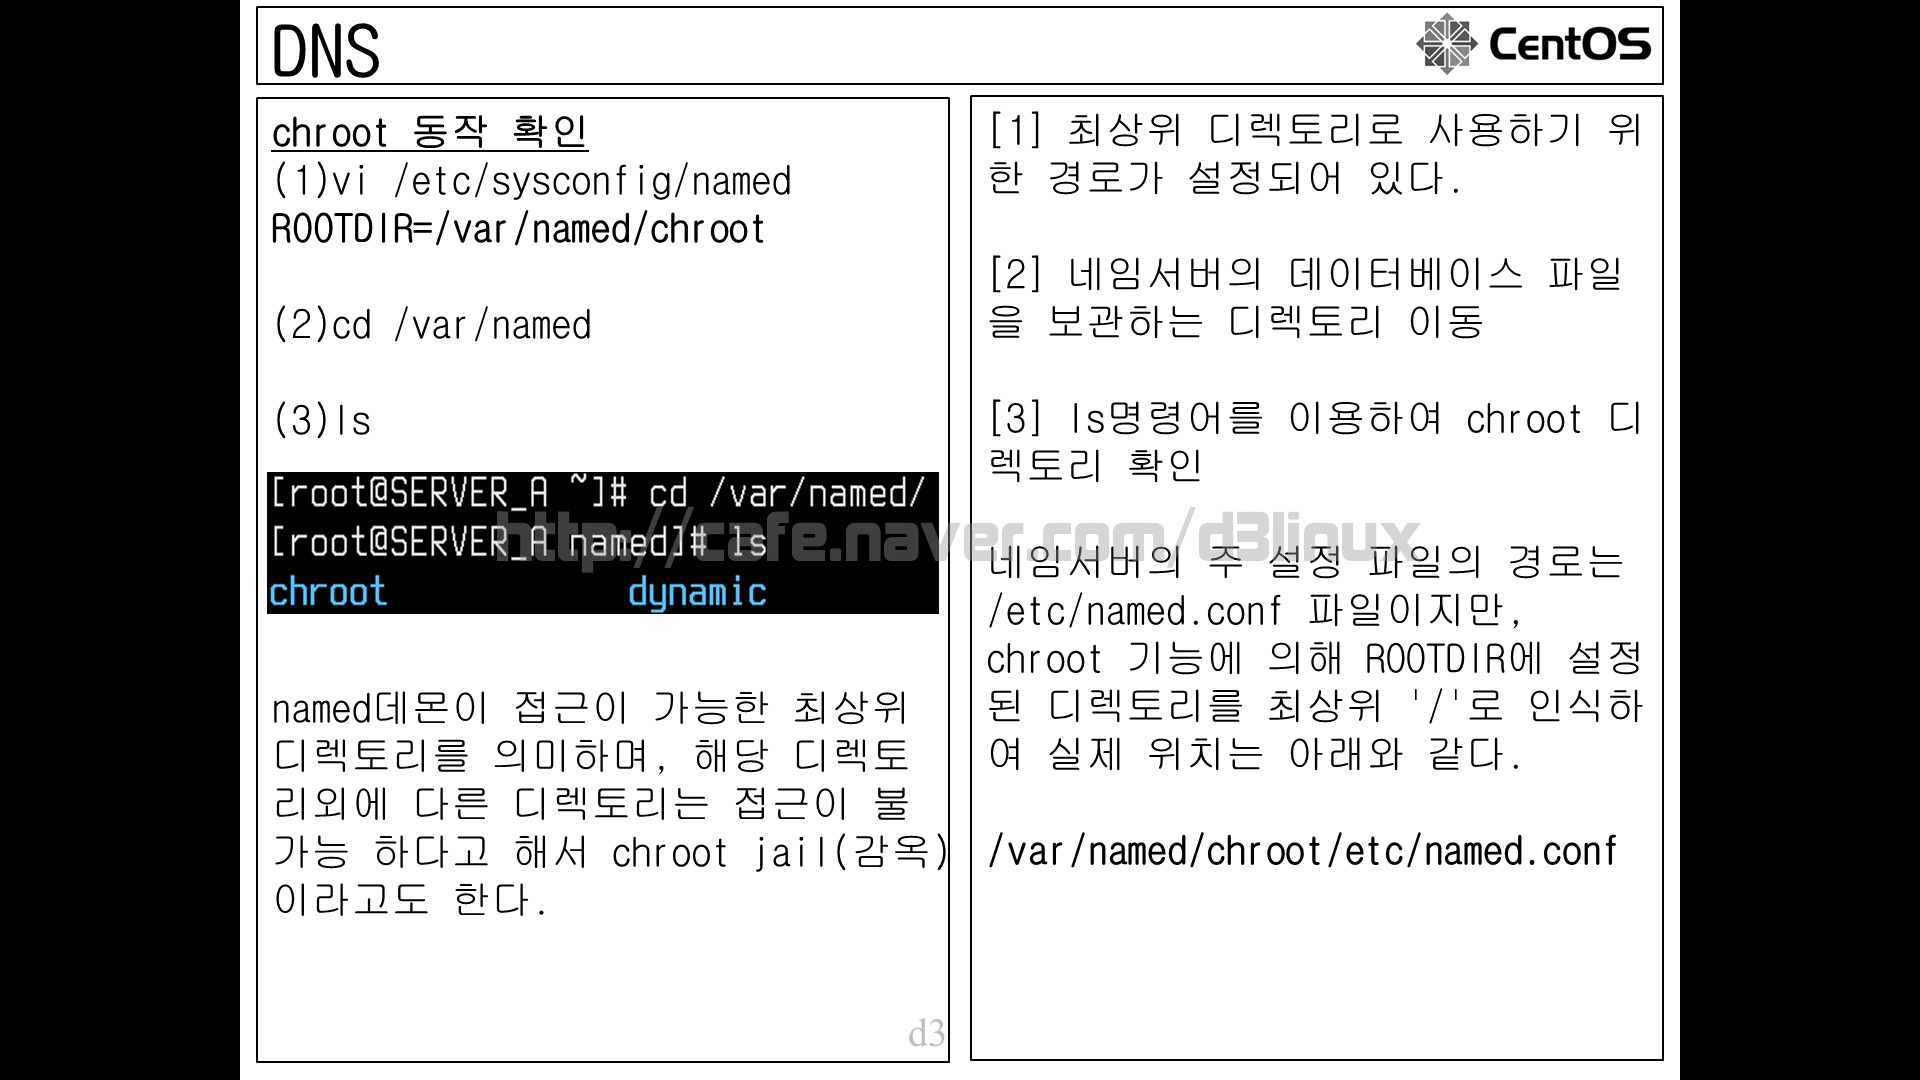 DNS
CentOS
chroot 동작 확인
(1)vi /etc/sysconfig/named
ROOTDIR=/var/named/chroot
(2)cd /var/named
(3)ls
[root@SERVER_A ~]# cd /var/named/
[root@SERVER_A named]# ls
chroot dynamic
named데몬이 접근이 가능한 최상위
디렉토리를 의미하며, 해당 디렉토
리외에 다른 디렉토리는 접근이 불
가능 하다고 해서 chroot jail(감옥)
이라고도 한다.
d3
[1] 최상위 디렉토리로 사용하기 위
한 경로가 설정되어 있다.
[2] 네임서버의 데이터베이스 파일
을 보관하는 디렉토리 이동
[3] ls명령어를 이용하여 chroot 디
렉토리 확인
http://cafe.naver.com/d3linux
네임서버의 주 설정 파일의 경로는
/etc/named.conf 파일이지만,
chroot 기능에 의해 ROOTDIR에 설정
된 디렉토리를 최상위 '/'로 인식하
여 실제 위치는 아래와 같다.
/var/named/chroot/etc/named.conf